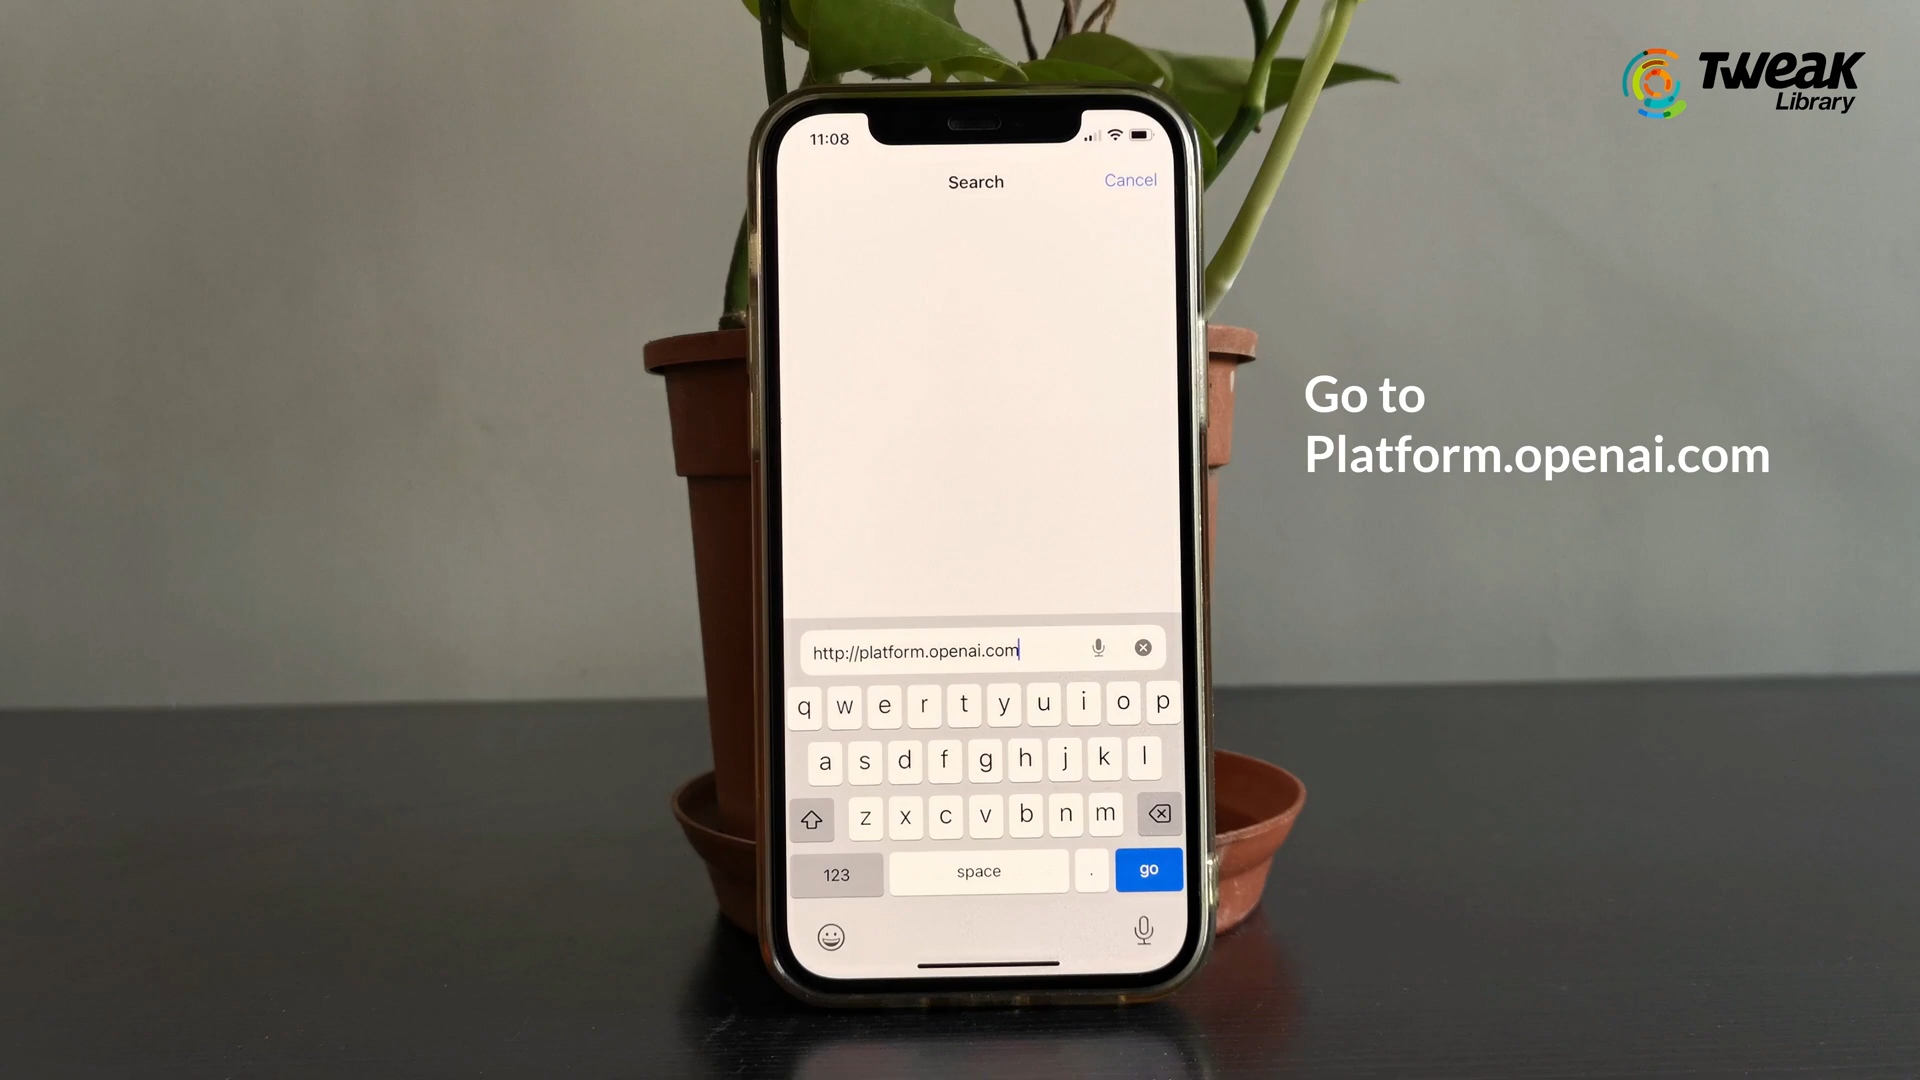 Tweak
Library
11:08
Search
Cancel
Go to
Platform.openai.com
http://platform.openai.com
q w e r t y u i o p
a s d f g h j k l
z x c v b n m
123 space . go